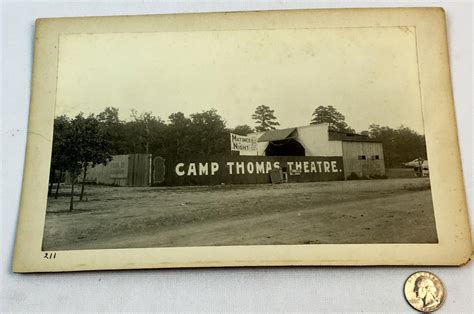 MATINEE
NIGHT
CAMP THOMAS THEATRE.
211